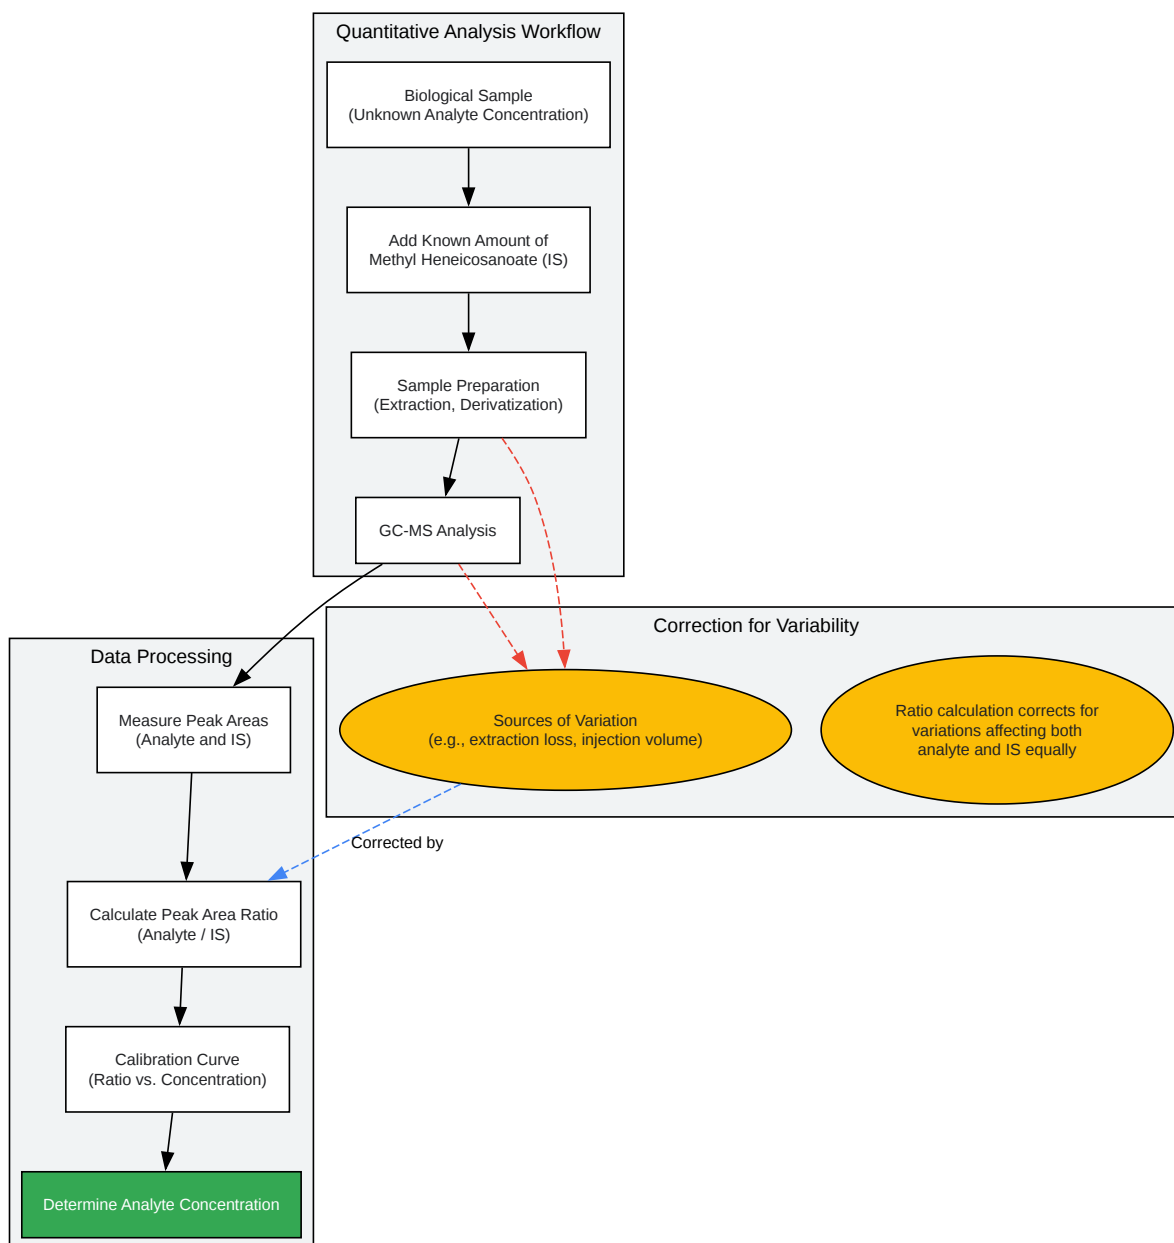 Quantitative Analysis Workflow
Biological Sample
(Unknown Analyte Concentration)
Add Known Amount of
Methyl Heneicosanoate (IS)
Sample Preparation
(Extraction, Derivatization)
GC-MS Analysis
Correction for Variability
Sources of Variation
(e.g., extraction loss, injection volume)
Ratio calculation corrects for
variations affecting both
analyte and IS equally
Corrected by
Data Processing
Measure Peak Areas
(Analyte and IS)
Calculate Peak Area Ratio
(Analyte / IS)
Calibration Curve
(Ratio vs. Concentration)
Determine Analyte Concentration